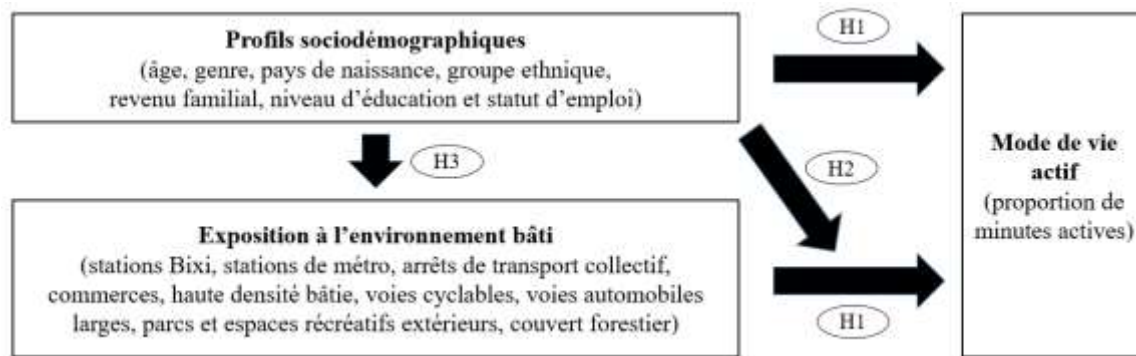 Profils sociodémographiques
(âge, genre, pays de naissance, groupe ethnique,
revenu familial, niveau d'éducation et statut d'emploi)
H1
H3
H2
Mode de vie
actif
(proportion de
minutes actives)
Exposition à l'environnement bâti
(stations Bixi, stations de métro, arrêts de transport collectif,
commerces, haute densité bâtie, voies cyclables, voies automobiles
larges, parcs et espaces récréatifs extérieurs, couvert forestier)
H1